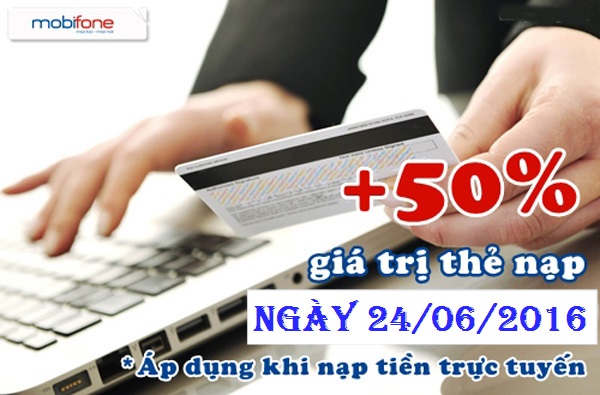 mobifone
+50%
giá trị thẻ nạp
NGÀY 24/06/2016
*Áp dụng khi nạp tiền trực tuyến